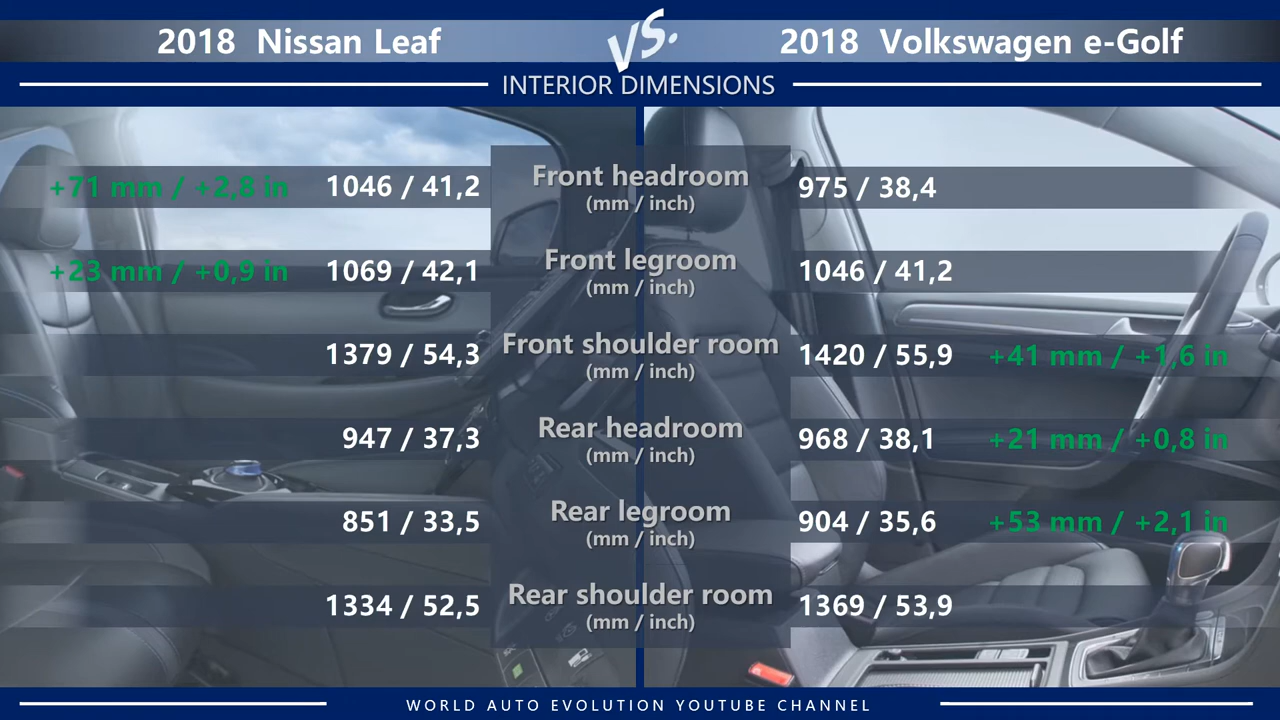 2018 Nissan Leaf VS. 2018 Volkswagen e-Golf
INTERIOR DIMENSIONS
+71 mm / +2,8 in 1046 / 41,2 Front headroom 975 / 38,4
(mm / inch)
+23 mm / +0,9 in 1069 / 42,1 Front legroom 1046 / 41,2
(mm / inch)
1379 / 54,3 Front shoulder room 1420 / 55,9 +41 mm / +1,6 in
(mm / inch)
947 / 37,3 Rear headroom 968 / 38,1 +21 mm / +0,8 in
(mm / inch)
851 / 33,5 Rear legroom 904 / 35,6 +53 mm / +2,1 in
(mm / inch)
1334 / 52,5 Rear shoulder room 1369 / 53,9
(mm / inch)
WORLD AUTO EVOLUTION YOUTUBE CHANNEL